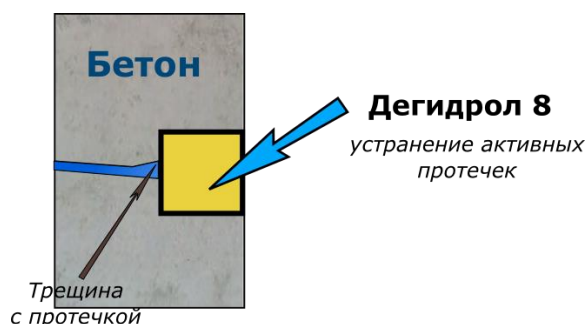 Бетон
Дегидрол 8
устранение активных
протечек
Трещина
с протечкой